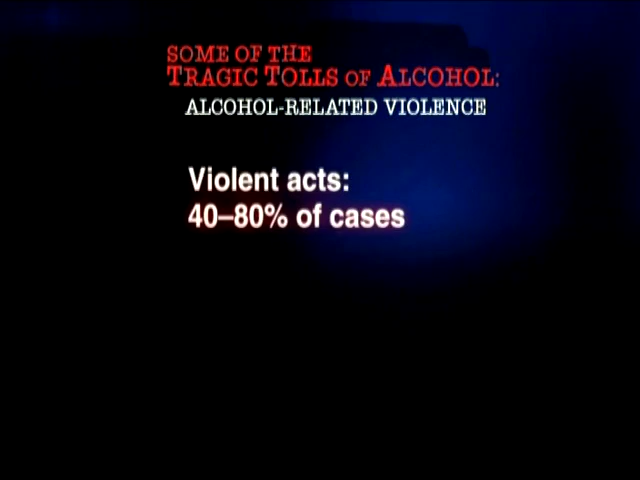 SOME OF THE
TRAGIC TOLLS OF ALCOHOL:
ALCOHOL-RELATED VIOLENCE
Violent acts:
40–80% of cases